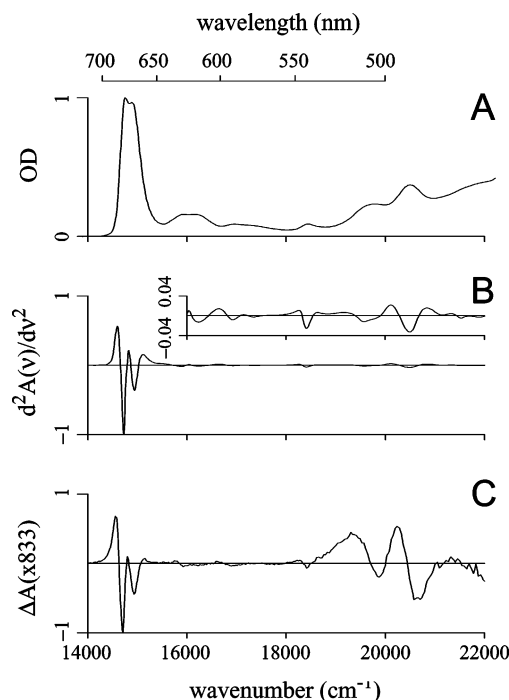 wavelength (nm)
700 650 600 550 500
A
1
OD
0
B
0.04
-0.04
1
d²A(ν)/dν²
-1
C
1
ΔA(x833)
-1
14000 16000 18000 20000 22000
wavenumber (cm⁻¹)